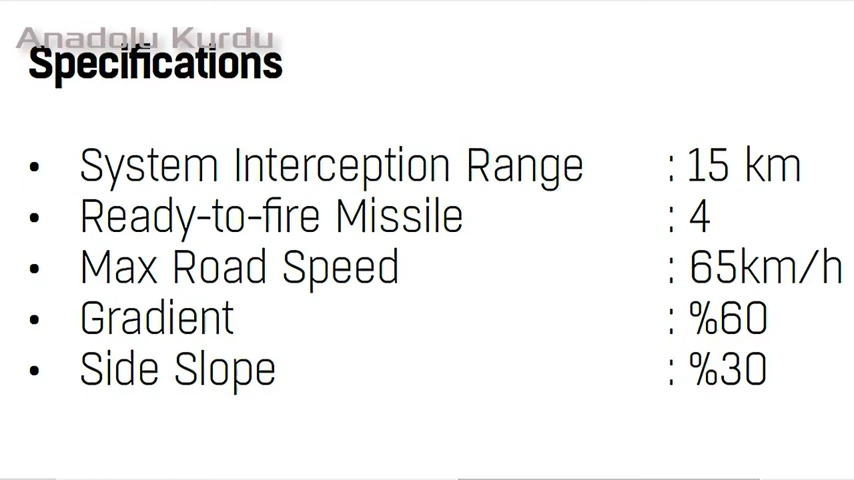 Anadolu Kurdu
Specifications
• System Interception Range : 15 km
• Ready-to-fire Missile : 4
• Max Road Speed : 65km/h
• Gradient : %60
• Side Slope : %30